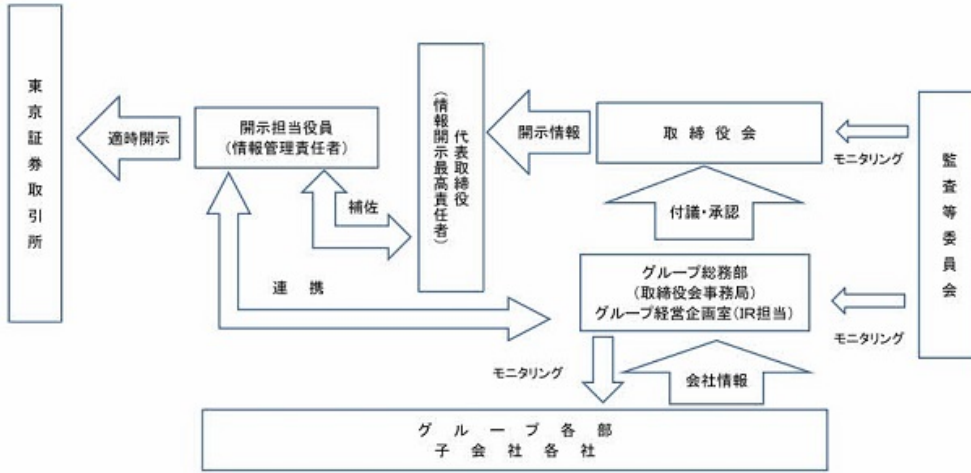 東京証券取引所
適時開示
開示担当役員
(情報管理責任者)
補佐
連　携
代表取締役
(情報開示最高責任者)
開示情報
取　締　役　会
モニタリング
付議・承認
グループ総務部
(取締役会事務局)
グループ経営企画室(IR担当)
モニタリング
監査等委員会
モニタリング
会社情報
グ　ル　ー　プ　各　部
子　会　社　各　社